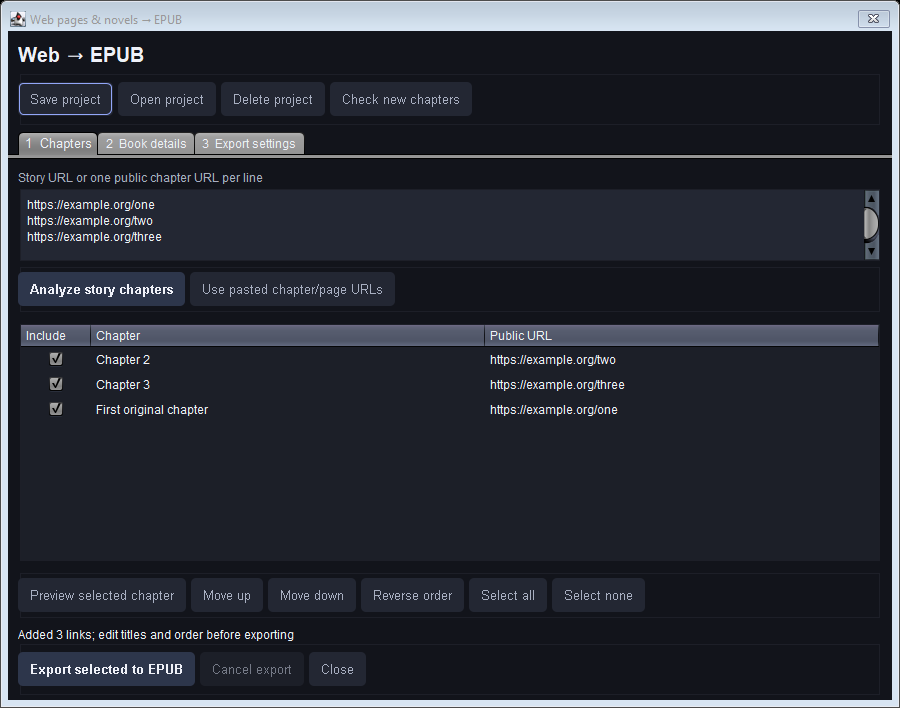 Web pages & novels → EPUB
Web → EPUB
Save project Open project Delete project Check new chapters
1 Chapters 2 Book details 3 Export settings
Story URL or one public chapter URL per line
https://example.org/one
https://example.org/two
https://example.org/three
Analyze story chapters Use pasted chapter/page URLs
Include Chapter Public URL
Chapter 2 https://example.org/two
Chapter 3 https://example.org/three
First original chapter https://example.org/one
Preview selected chapter Move up Move down Reverse order Select all Select none
Added 3 links; edit titles and order before exporting
Export selected to EPUB Cancel export Close